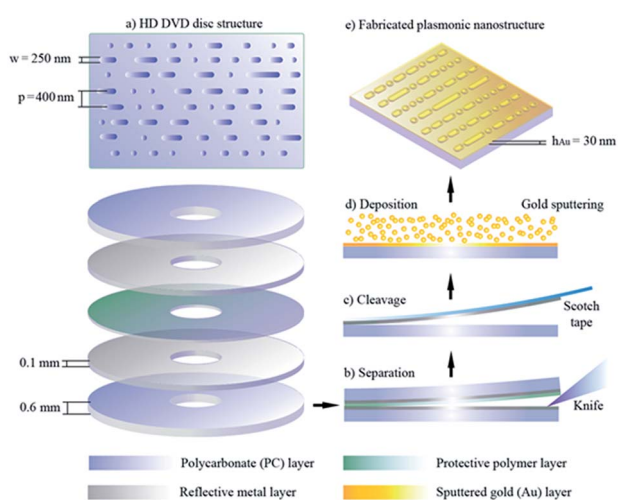 a) HD DVD disc structure
w = 250 nm
p=400nm
0.1 mm
0.6 mm
e) Fabricated plasmonic nanostructure
hAu = 30 nm
d) Deposition
Gold sputtering
c) Cleavage
Scotch
tape
b) Separation
Knife
Polycarbonate (PC) layer
Protective polymer layer
Reflective metal layer
Sputtered gold (Au) layer